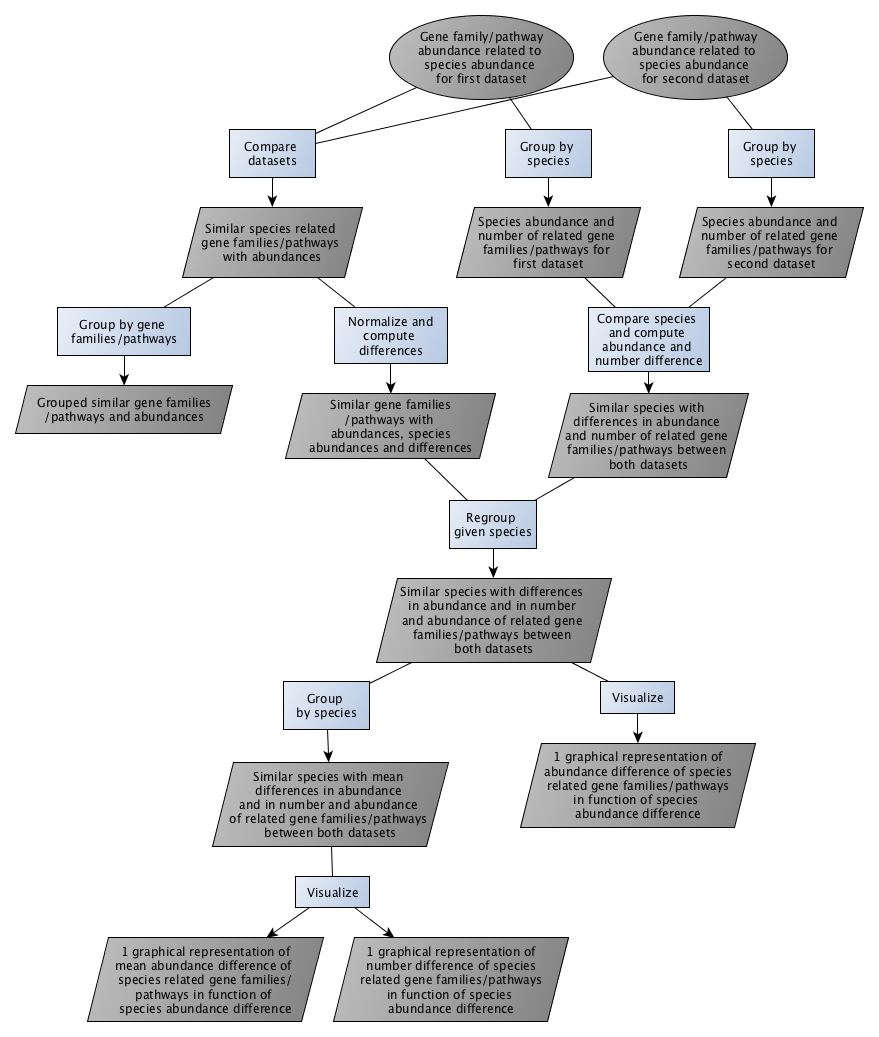 Gene family/pathway
abundance related to
species abundance
for first dataset
Gene family/pathway
abundance related to
species abundance
for second dataset
Compare
datasets
Group by
species
Group by
species
Similar species related
gene families/pathways
with abundances
Species abundance and
number of related gene
families/pathways for
first dataset
Species abundance and
number of related gene
families/pathways for
second dataset
Group by gene
families/pathways
Normalize and
compute
differences
Compare species
and compute
abundance and
number difference
Grouped similar gene families
/pathways and abundances
Similar gene families
/pathways with
abundances, species
abundances and differences
Similar species with
differences in abundance
and number of related gene
families/pathways between
both datasets
Regroup
given species
Similar species with differences
in abundance and in number
and abundance of related gene
families/pathways between
both datasets
Group
by species
Visualize
Similar species with mean
differences in abundance
and in number and abundance
of related gene families/pathways
between both datasets
1 graphical representation of
abundance difference of species
related gene families/pathways
in function of species
abundance difference
Visualize
1 graphical representation of
mean abundance difference of
species related gene families/
pathways in function of
species abundance difference
1 graphical representation of
number difference of species
related gene families/pathways
in function of species
abundance difference